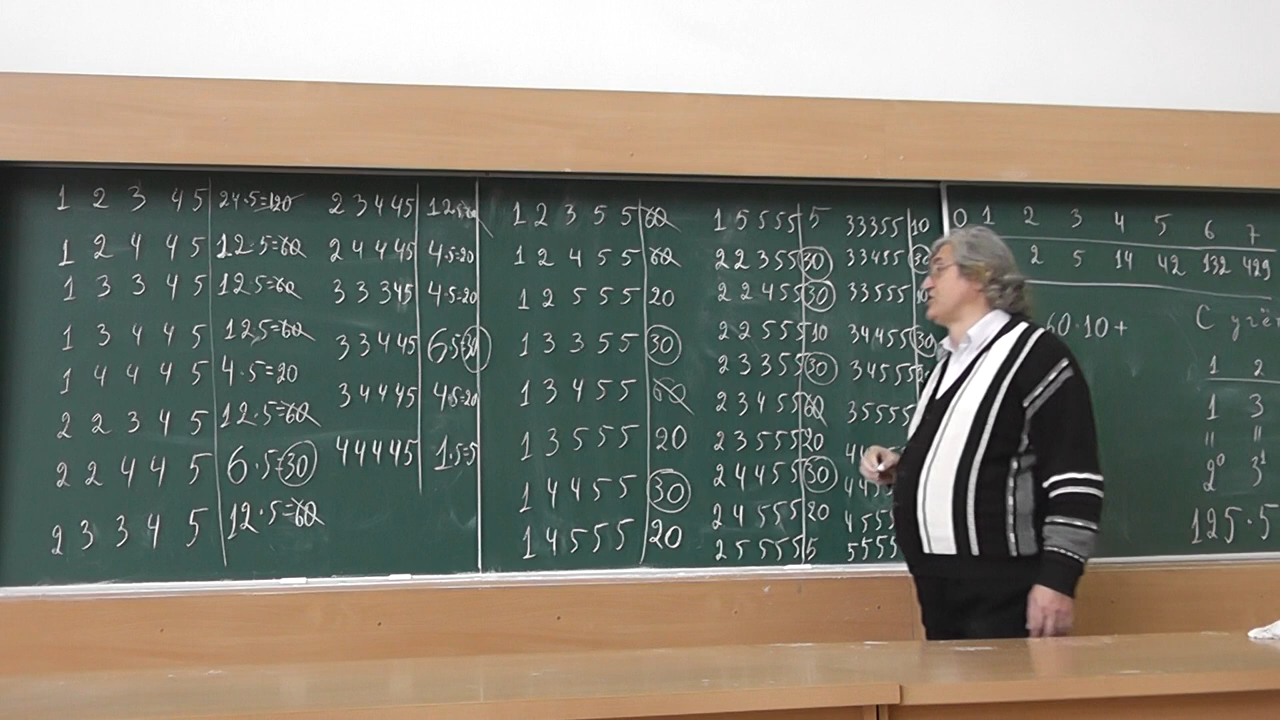 1 2 3 4 5 24·5=120
1 2 4 4 5 12·5=60
1 3 3 4 5 12·5=60
1 3 4 4 5 12·5=60
1 4 4 4 5 4·5=20
2 2 3 4 5 12·5=60
2 2 4 4 5 6·5=30
2 3 3 4 5 12·5=60
2 3 4 4 5 12·5=60
2 4 4 4 5 4·5=20
3 3 3 4 5 4·5=20
3 3 4 4 5 6·5=30
3 4 4 4 5 4·5=20
4 4 4 4 5 1·5=5
1 2 3 5 5 60
1 2 4 5 5 60
1 2 5 5 5 20
1 3 3 5 5 30
1 3 4 5 5 60
1 3 5 5 5 20
1 4 4 5 5 30
1 4 5 5 5 20
1 5 5 5 5 5
2 2 3 5 5 30
2 2 4 5 5 30
2 2 5 5 5 10
2 3 3 5 5 30
2 3 4 5 5 60
2 3 5 5 5 20
2 4 4 5 5 30
2 4 5 5 5 20
2 5 5 5 5 5
3 3 3 5 5 10
3 3 4 5 5 30
3 3 5 5 5 10
3 4 4 5 5 30
3 4 5 5 5
3 5 5 5 5
4 5 5 5
5 5 5 5
0 1 2 3 4 5 6 7
2 5 14 42 132 429
60·10+
С учё
1 2
1 3
" "
2⁰ 3¹
125·5